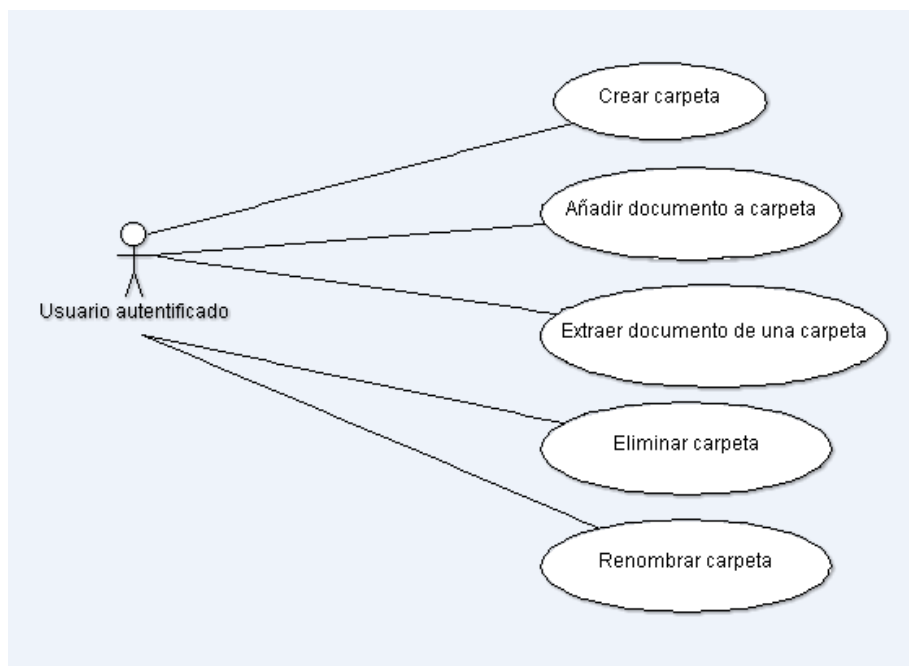 Crear carpeta
Añadir documento a carpeta
Usuario autentificado
Extraer documento de una carpeta
Eliminar carpeta
Renombrar carpeta